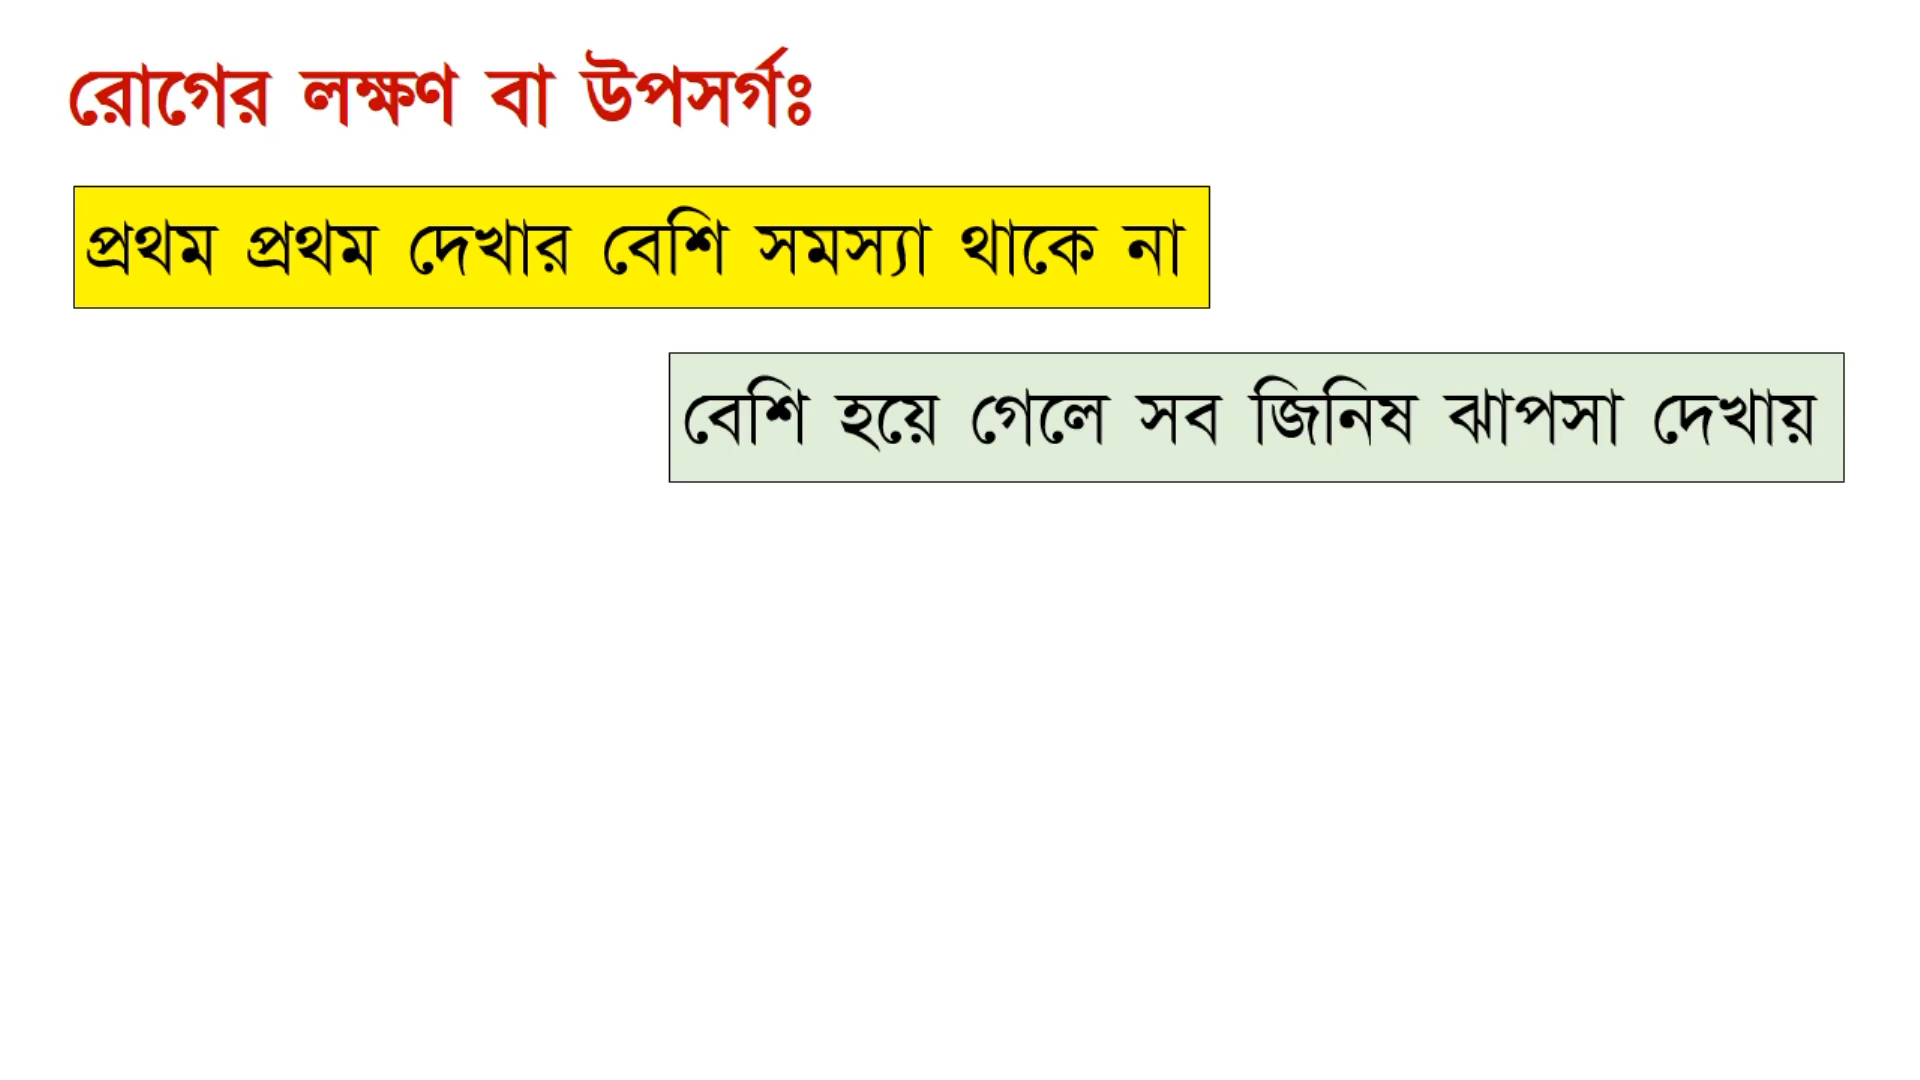 রোগের লক্ষণ বা উপসর্গঃ
প্রথম প্রথম দেখার বেশি সমস্যা থাকে না
বেশি হয়ে গেলে সব জিনিষ ঝাপসা দেখায়